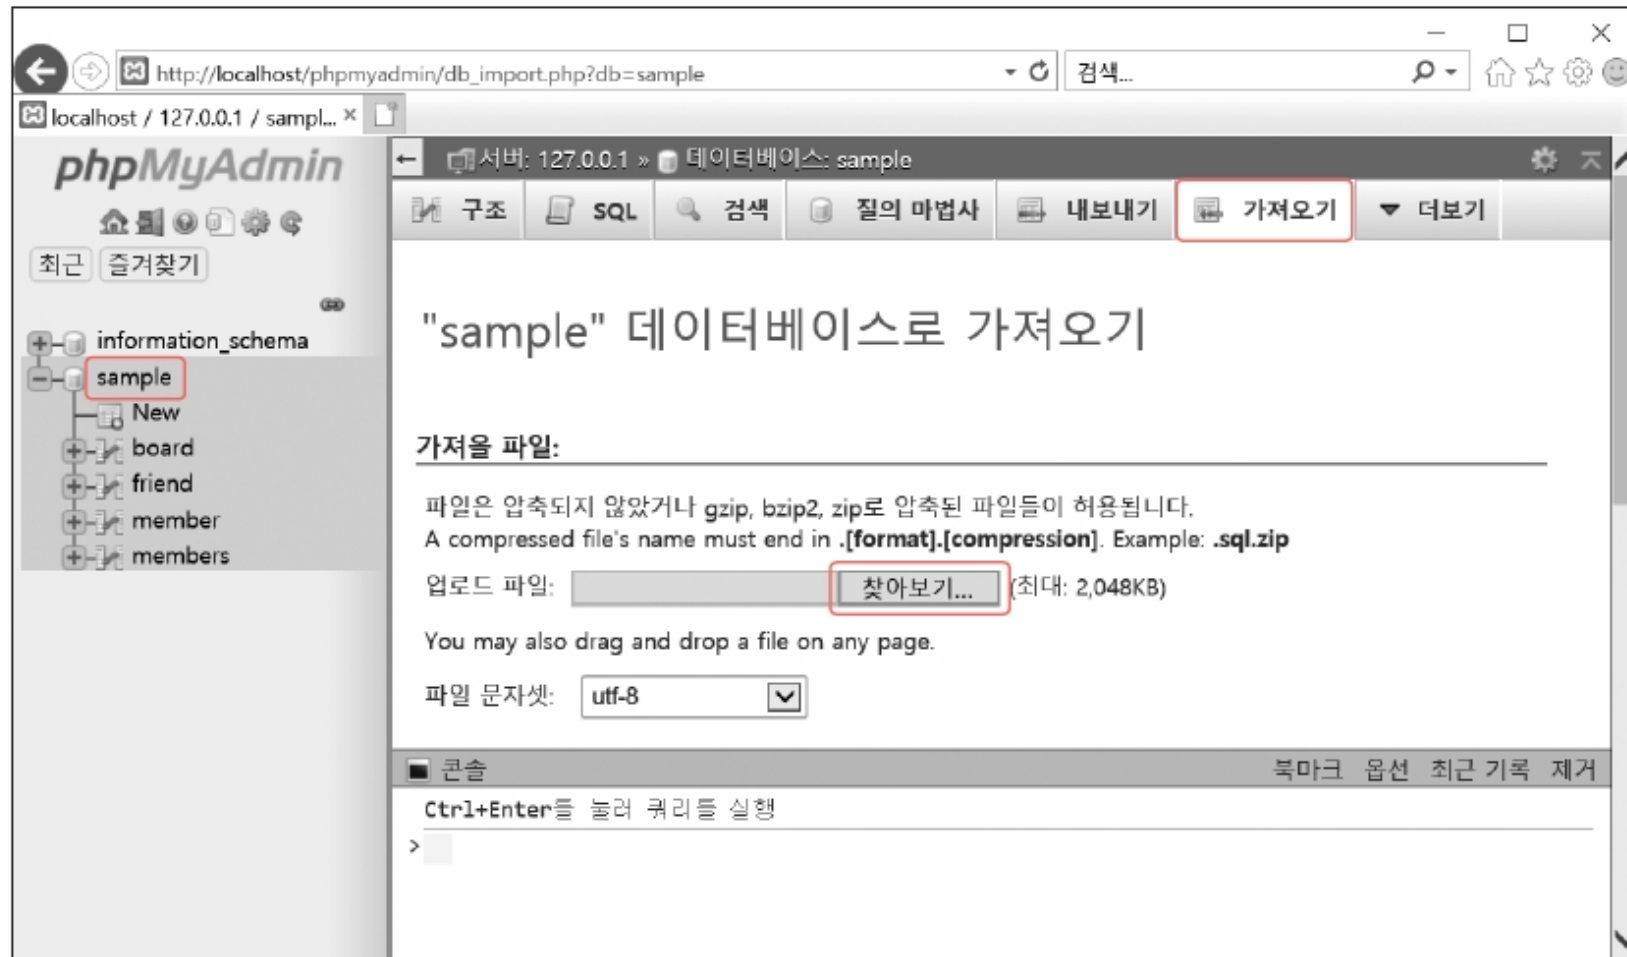 http://localhost/phpmyadmin/db_import.php?db=sample
검색...
localhost / 127.0.0.1 / sampl...
phpMyAdmin
최근 즐겨찾기
information_schema
sample
New
board
friend
member
members
서버: 127.0.0.1 » 데이터베이스: sample
구조 SQL 검색 질의 마법사 내보내기 가져오기 더보기
"sample" 데이터베이스로 가져오기
가져올 파일:
파일은 압축되지 않았거나 gzip, bzip2, zip로 압축된 파일들이 허용됩니다.
A compressed file's name must end in .[format].[compression]. Example: .sql.zip
업로드 파일: 찾아보기... (최대: 2,048KB)
You may also drag and drop a file on any page.
파일 문자셋: utf-8
콘솔 북마크 옵션 최근 기록 제거
Ctrl+Enter를 눌러 쿼리를 실행
>